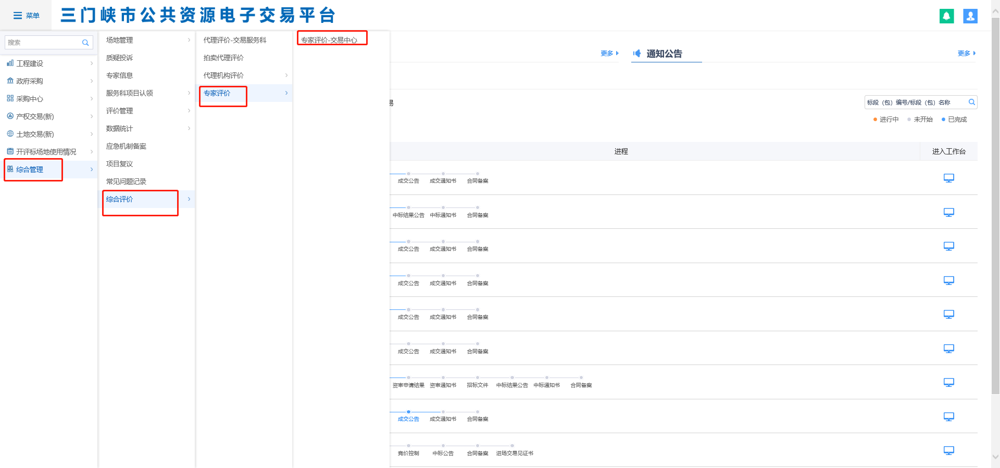 菜单
三门峡市公共资源电子交易平台
搜索
工程建设
政府采购
采购中心
产权交易(新)
土地交易(新)
开评标场地使用情况
综合管理
场地管理
质疑投诉
专家信息
服务科项目认领
评价管理
数据统计
应急机制备案
项目复议
常见问题记录
综合评价
代理评价-交易服务科
拍卖代理评价
代理机构评价
专家评价
专家评价-交易中心
更多
通知公告
更多
易
标段（包）编号/标段（包）名称
进行中 未开始 已完成
进程 进入工作台
成交公告 成交通知书 合同备案
中标结果公告 中标通知书 合同备案
成交公告 成交通知书 合同备案
成交公告 成交通知书 合同备案
成交公告 成交通知书 合同备案
成交公告 成交通知书 合同备案
资审申请结果 资审通知书 招标文件 中标结果公告 中标通知书 合同备案
成交公告 成交通知书 合同备案
竞价控制 中标公告 合同备案 进场交易见证书